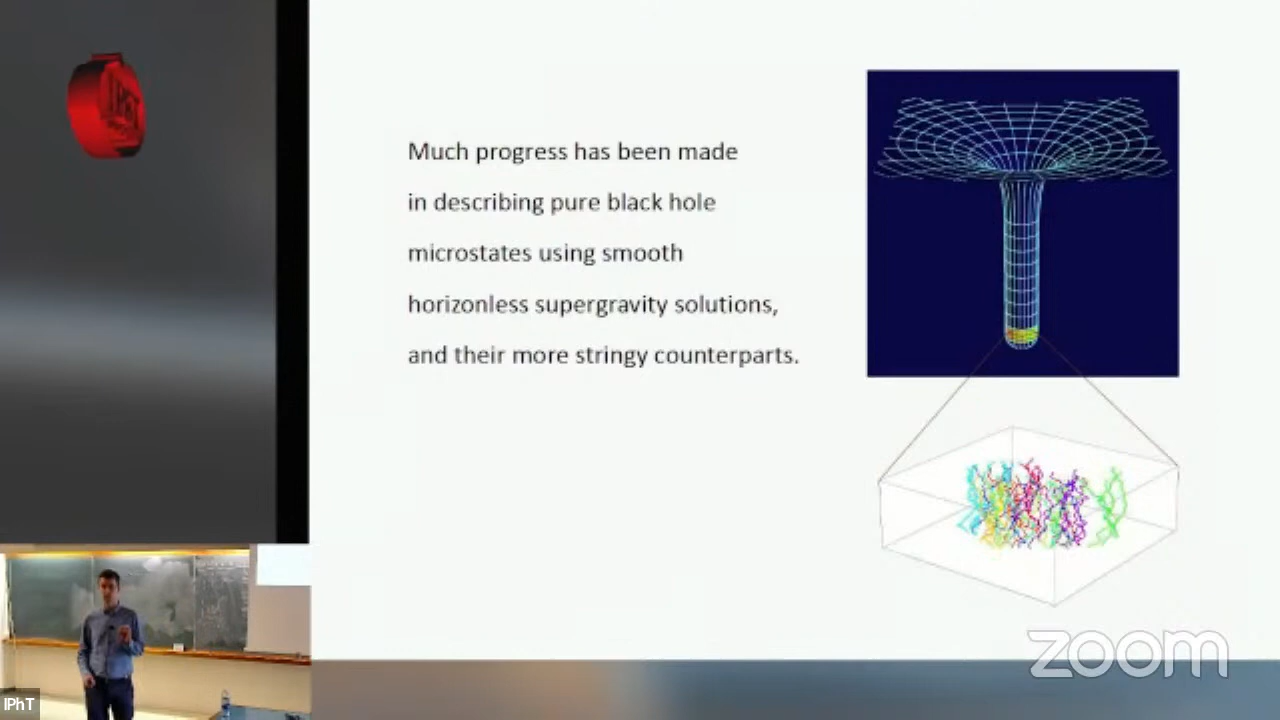 Much progress has been made
in describing pure black hole
microstates using smooth
horizonless supergravity solutions,
and their more stringy counterparts.
zoom
IPhT